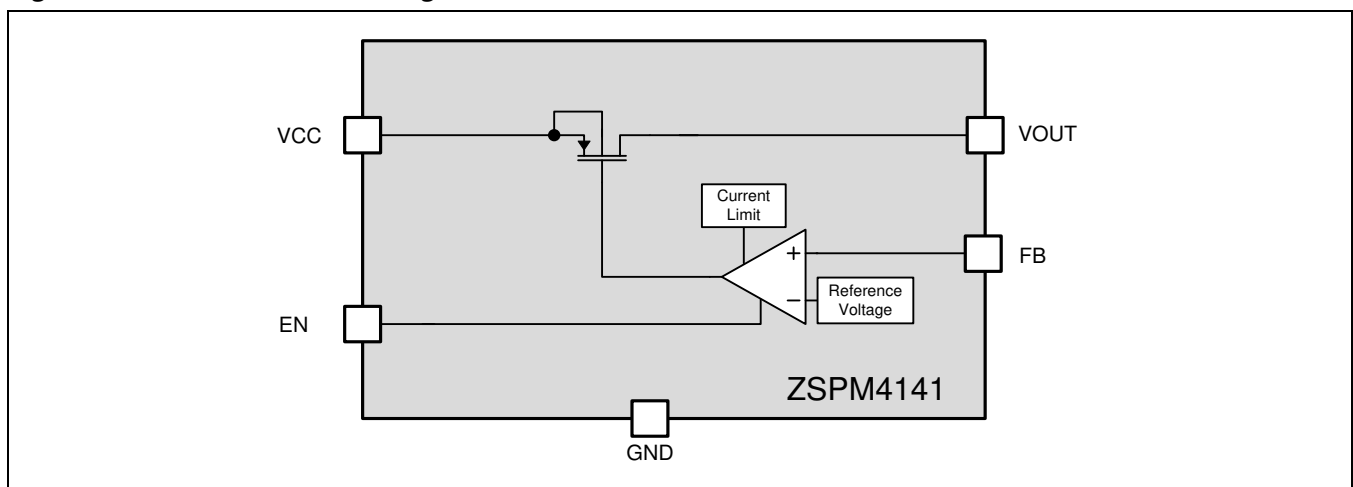 VCC
VOUT
Current
Limit
+
FB
−
Reference
Voltage
EN
ZSPM4141
GND